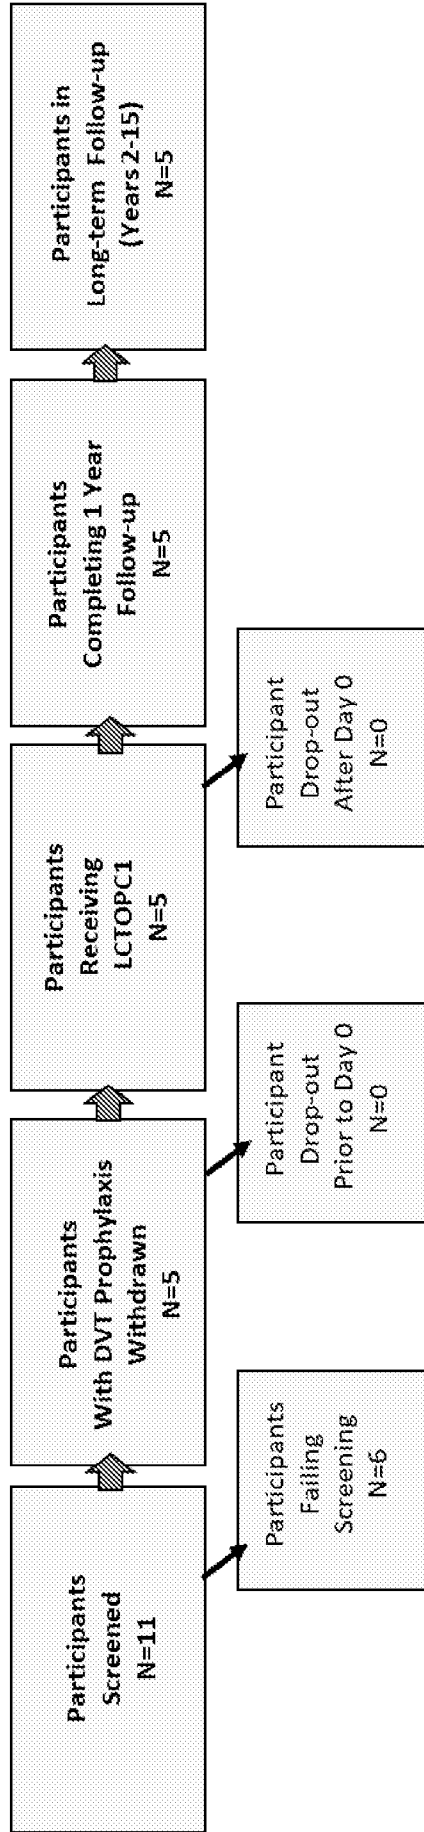 Participants
Screened
N=11
Participants
With DVT Prophylaxis
Withdrawn
N=5
Participants
Receiving
LCTOPC1
N=5
Participants
Completing 1 Year
Follow-up
N=5
Participants in
Long-term Follow-up
(Years 2-15)
N=5
Participants
Failing
Screening
N=6
Participant
Drop-out
Prior to Day 0
N=0
Participant
Drop-out
After Day 0
N=0